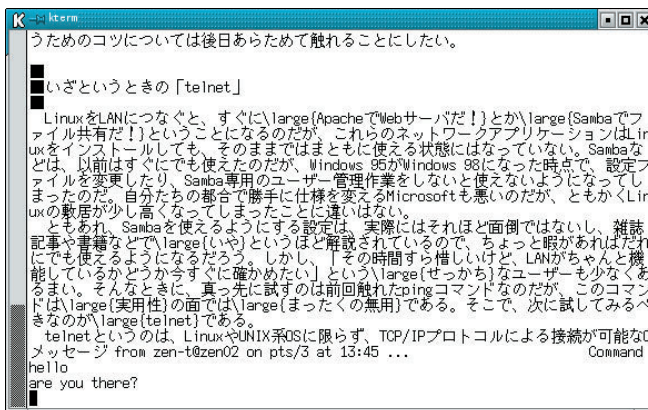 kterm
うためのコツについては後日あらためて触れることにしたい。
■
■いざというときの「telnet」
■
LinuxをLANにつなぐと、すぐに\large{ApacheでWebサーバだ！}とか\large{Sambaでフ
ァイル共有だ！}ということになるのだが、これらのネットワークアプリケーションはLin
uxをインストールしても、そのままではまともに使える状態にはなっていない。Sambaな
どは、以前はすぐにでも使えたのだが、Windows 95がWindows 98になった時点で、設定フ
ァイルを変更したり、Samba専用のユーザー管理作業をしないと使えないようになってし
まったのだ。自分たちの都合で勝手に仕様を変えるMicrosoftも悪いのだが、ともかくLin
uxの敷居が少し高くなってしまったことに違いはない。
ともあれ、Sambaを使えるようにする設定は、実際にはそれほど面倒ではないし、雑誌
記事や書籍などで\large{いや}というほど解説されているので、ちょっと暇があればだれ
にでも使えるようになるだろう。しかし、「その時間すら惜しいけど、LANがちゃんと機
能しているかどうか今すぐに確かめたい」という\large{せっかち}なユーザーも少なくあ
るまい。そんなときに、真っ先に試すのは前回触れたpingコマンドなのだが、このコマン
ドは\large{実用性}の面では\large{まったくの無用}である。そこで、次に試してみるべ
きなのが\large{telnet}である。
telnetというのは、LinuxやUNIX系OSに限らず、TCP/IPプロトコルによる接続が可能なO
メッセージ from zen-t@zen02 on pts/3 at 13:45 ... Command
hello
are you there?